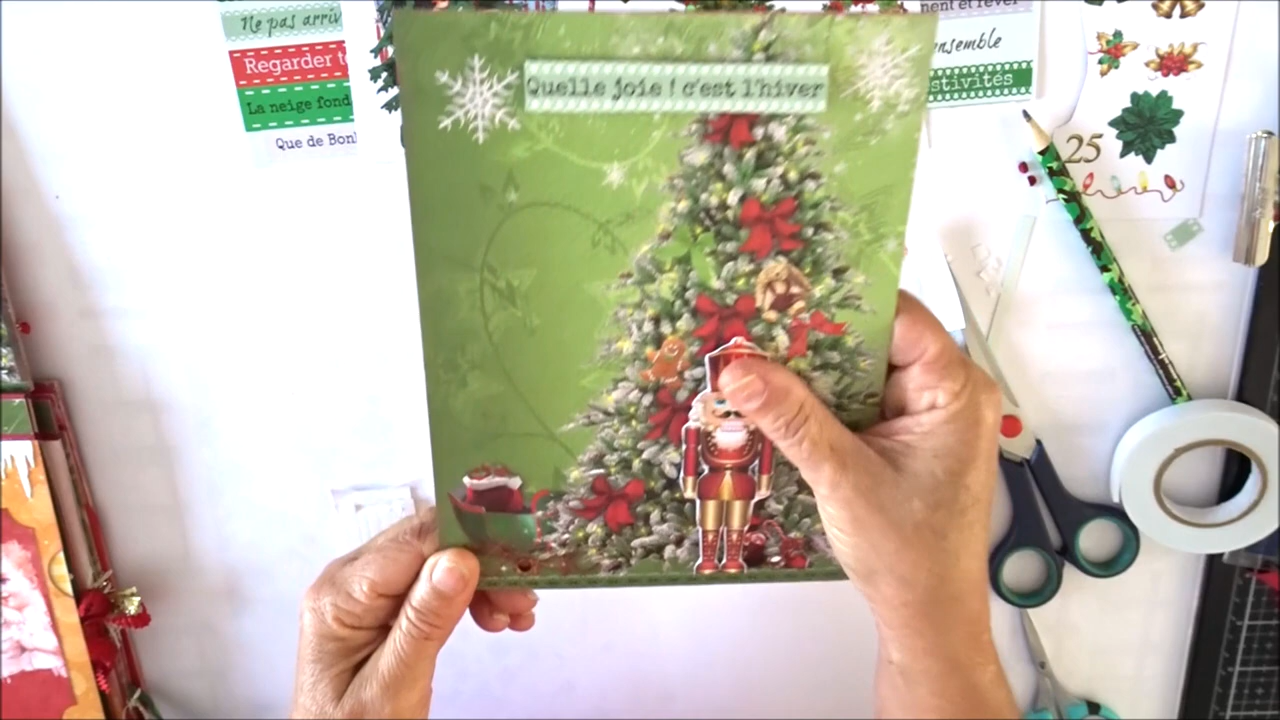 Ne pas arriv
Regarder t
La neige fond
Que de Bon
Quelle joie ! c'est l'hiver
ment et rêver
ensemble
stivités
25